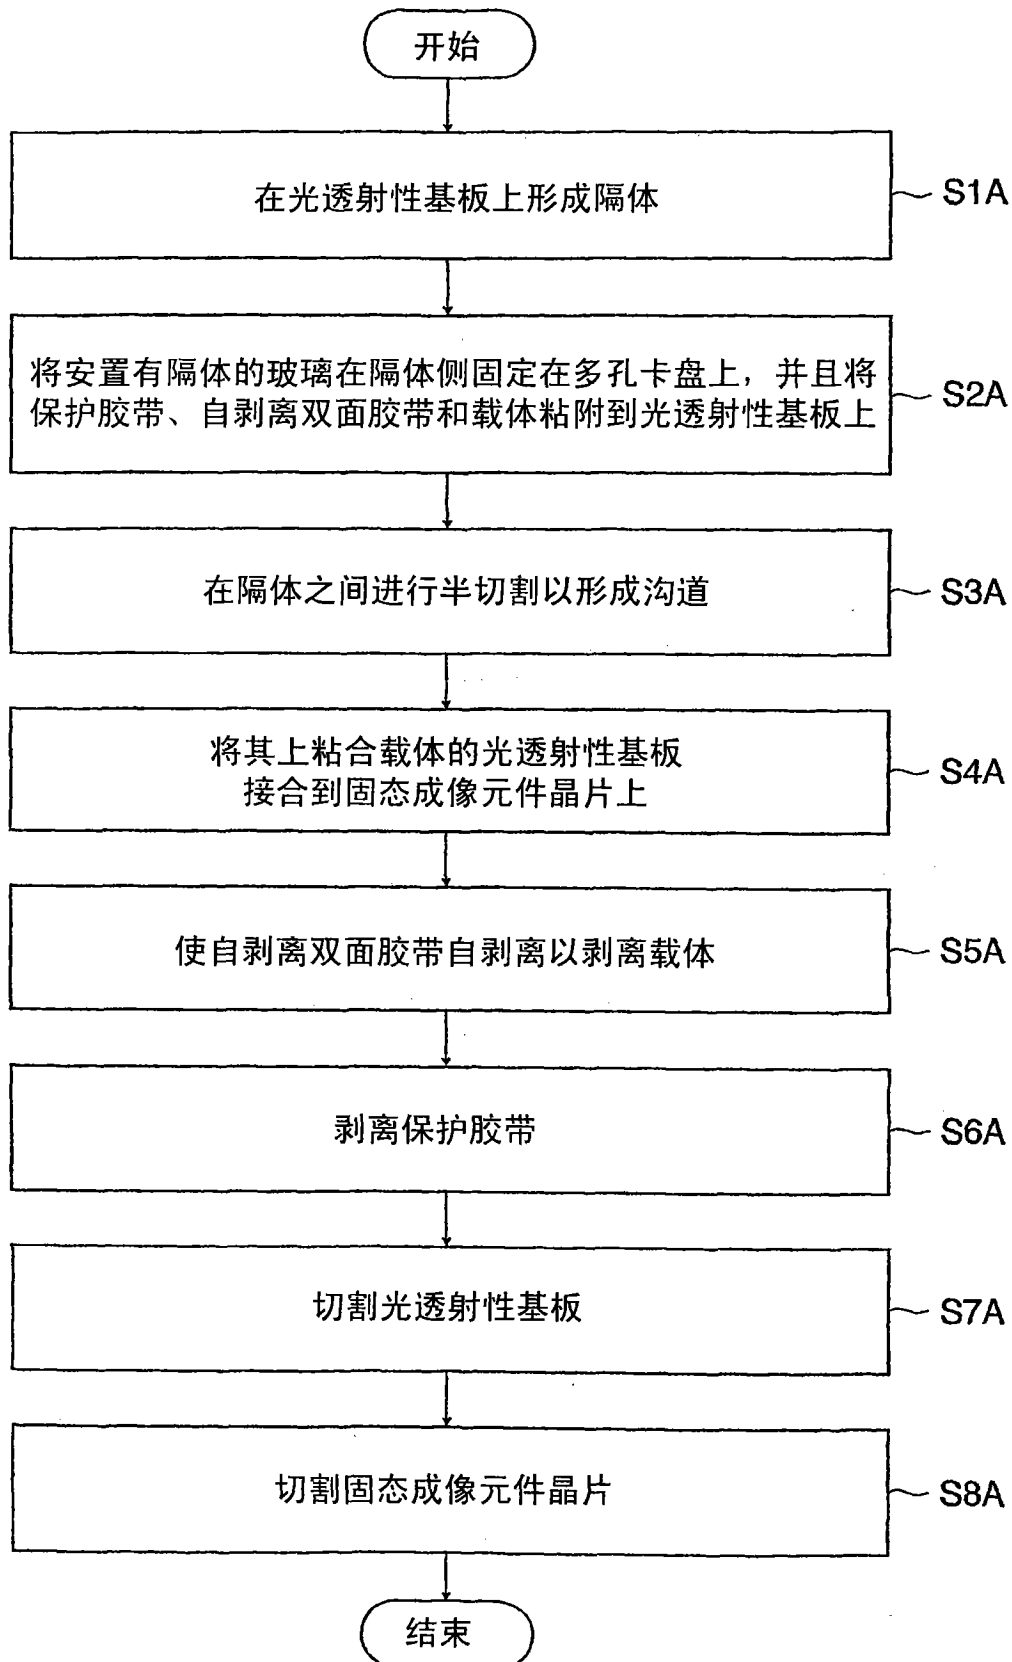 开始
在光透射性基板上形成隔体
S1A
将安置有隔体的玻璃在隔体侧固定在多孔卡盘上，并且将
保护胶带、自剥离双面胶带和载体粘附到光透射性基板上
S2A
在隔体之间进行半切割以形成沟道
S3A
将其上粘合载体的光透射性基板
接合到固态成像元件晶片上
S4A
使自剥离双面胶带自剥离以剥离载体
S5A
剥离保护胶带
S6A
切割光透射性基板
S7A
切割固态成像元件晶片
S8A
结束